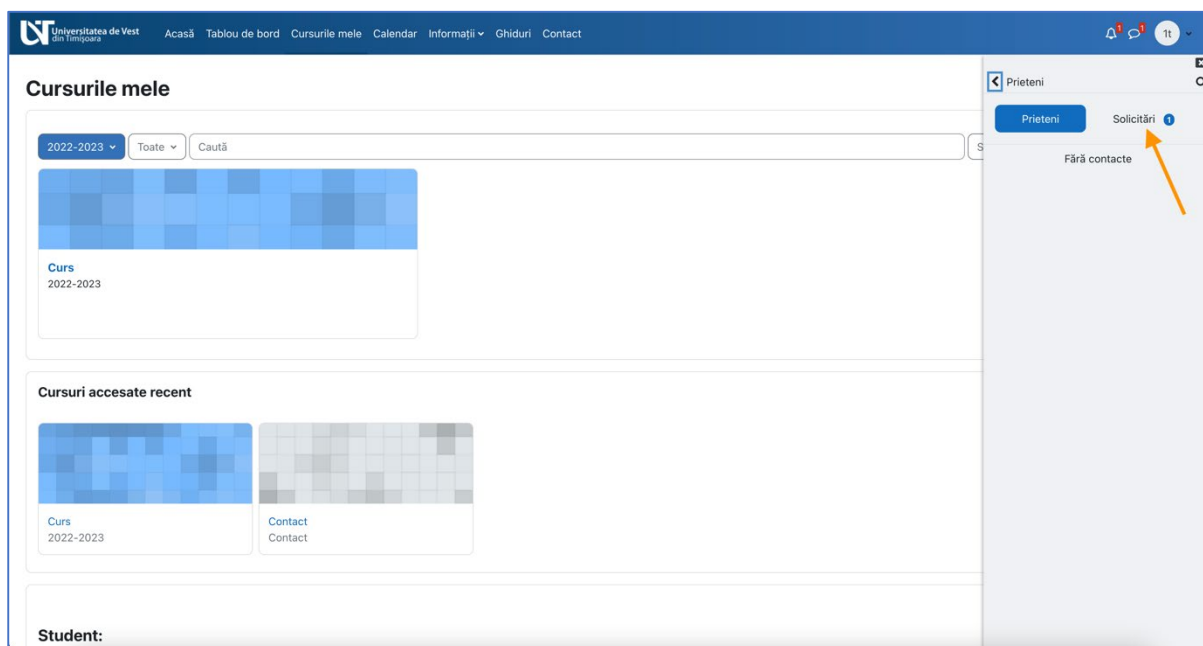 Universitatea de Vest
din Timișoara
Acasă Tablou de bord Cursurile mele Calendar Informații Ghiduri Contact
1 1 1t
Cursurile mele
Prieteni
Prieteni Solicitări 1
2022-2023 Toate Caută S
Fără contacte
Curs
2022-2023
Cursuri accesate recent
Curs
2022-2023
Contact
Contact
Student: